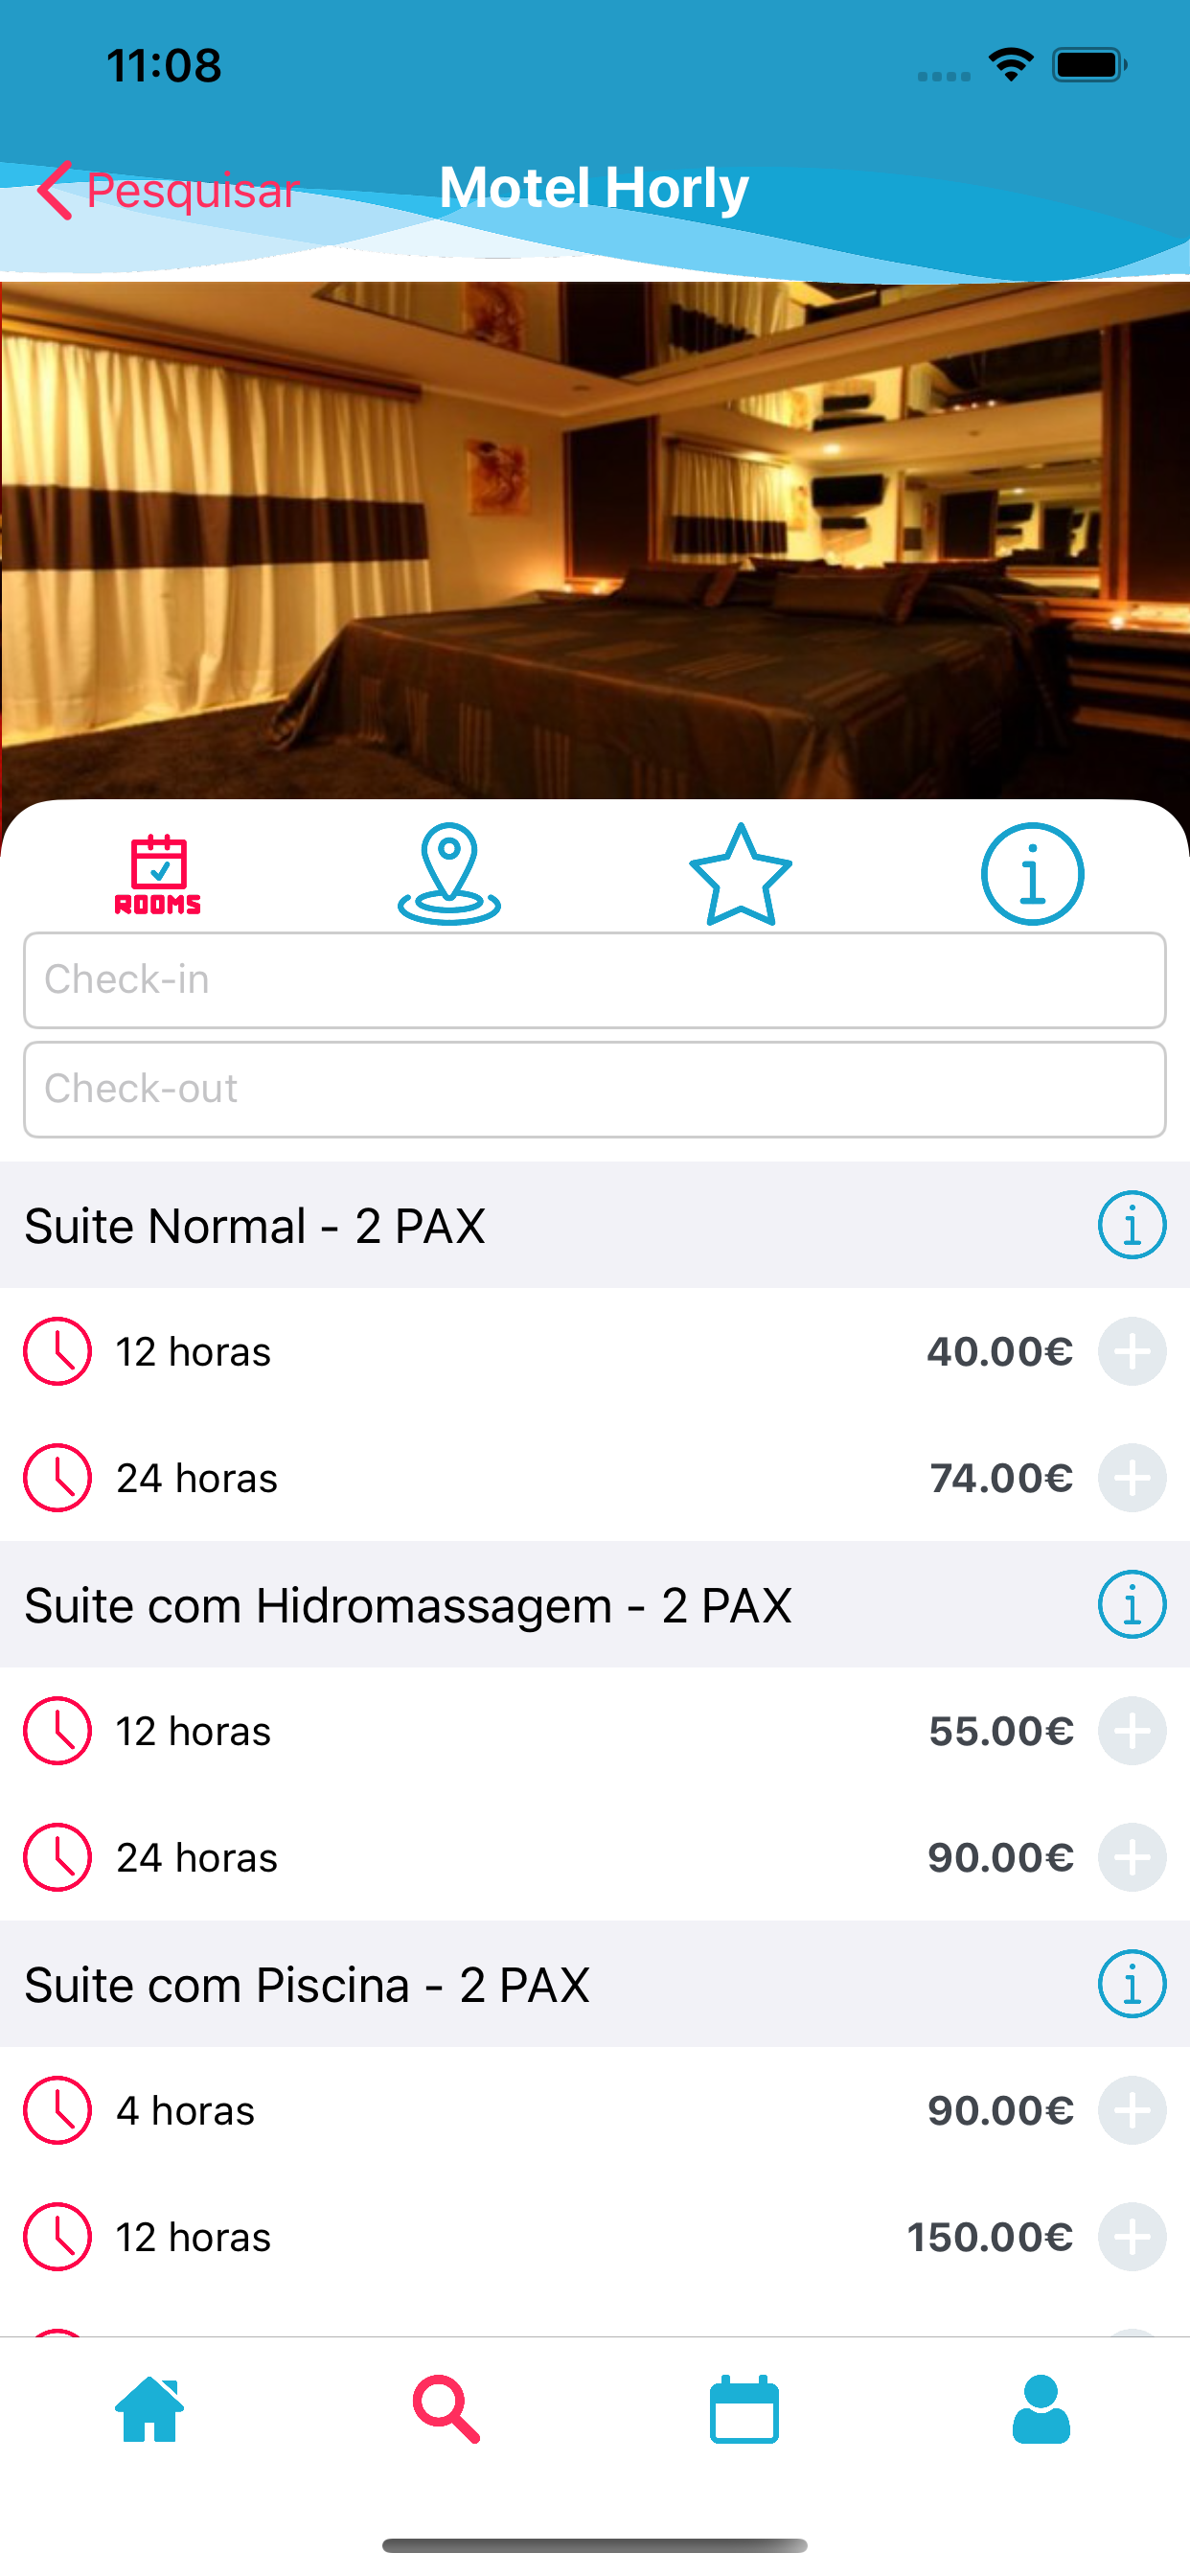 11:08
Pesquisar
Motel Horly
ROOMS
Check-in
Check-out
Suite Normal - 2 PAX
12 horas 40.00€
24 horas 74.00€
Suite com Hidromassagem - 2 PAX
12 horas 55.00€
24 horas 90.00€
Suite com Piscina - 2 PAX
4 horas 90.00€
12 horas 150.00€